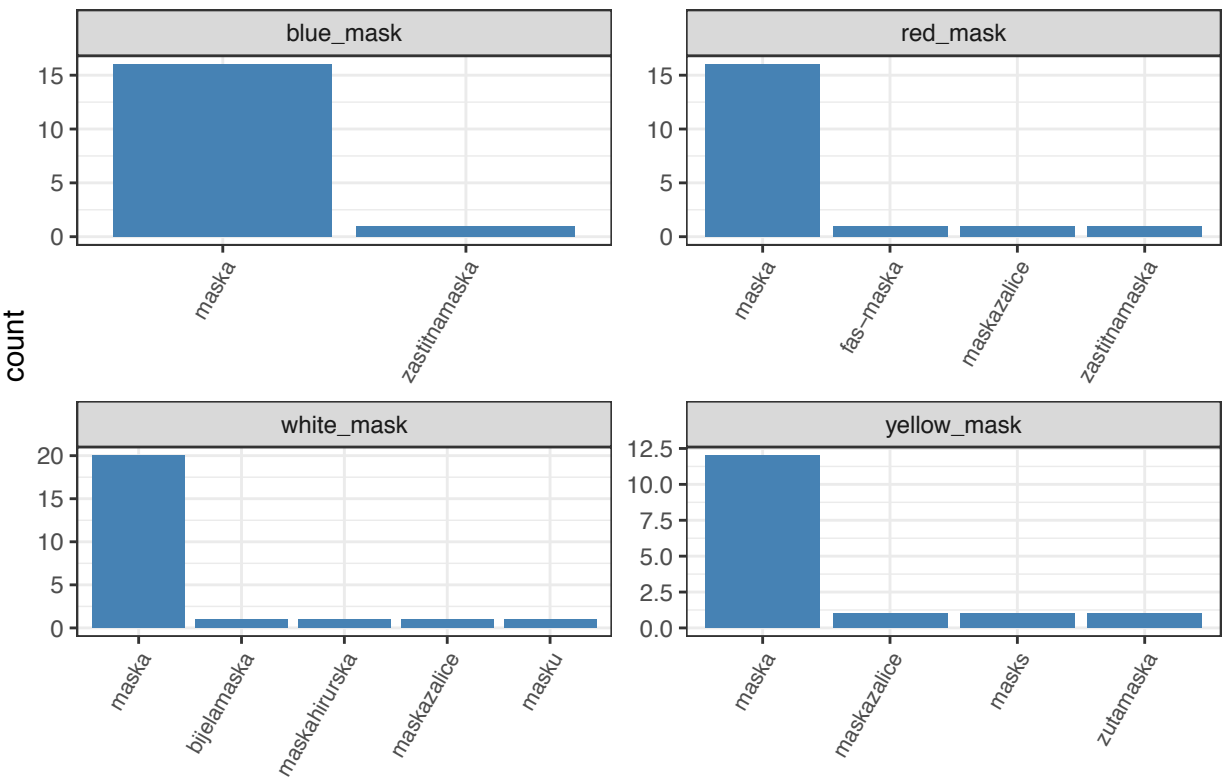 count
blue_mask
15
10
5
0
maska
zastitnamaska
red_mask
15
10
5
0
maska
fas−maska
maskazalice
zastitnamaska
white_mask
20
15
10
5
0
maska
bijelamaska
maskahirurska
maskazalice
masku
yellow_mask
12.5
10.0
7.5
5.0
2.5
0.0
maska
maskazalice
masks
zutamaska